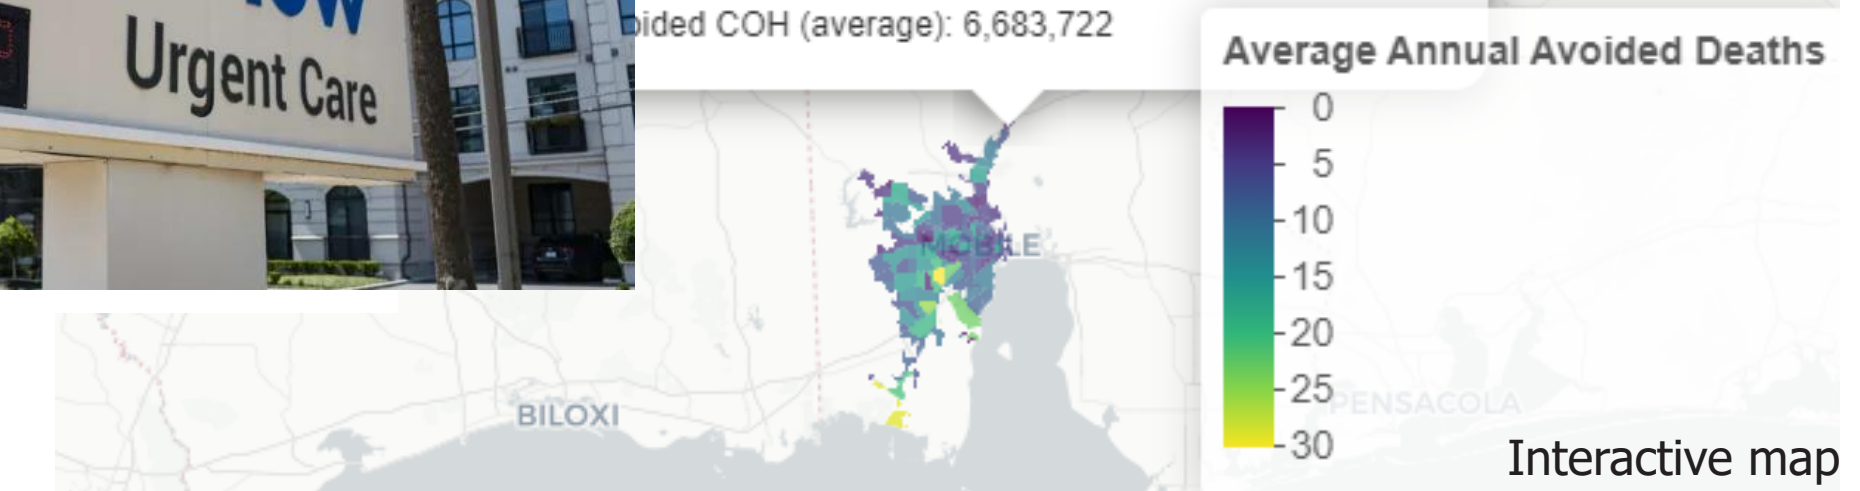 Urgent Care
oided COH (average): 6,683,722
Average Annual Avoided Deaths
0
5
10
15
20
25
30
MOBILE
BILOXI
PENSACOLA
Interactive map